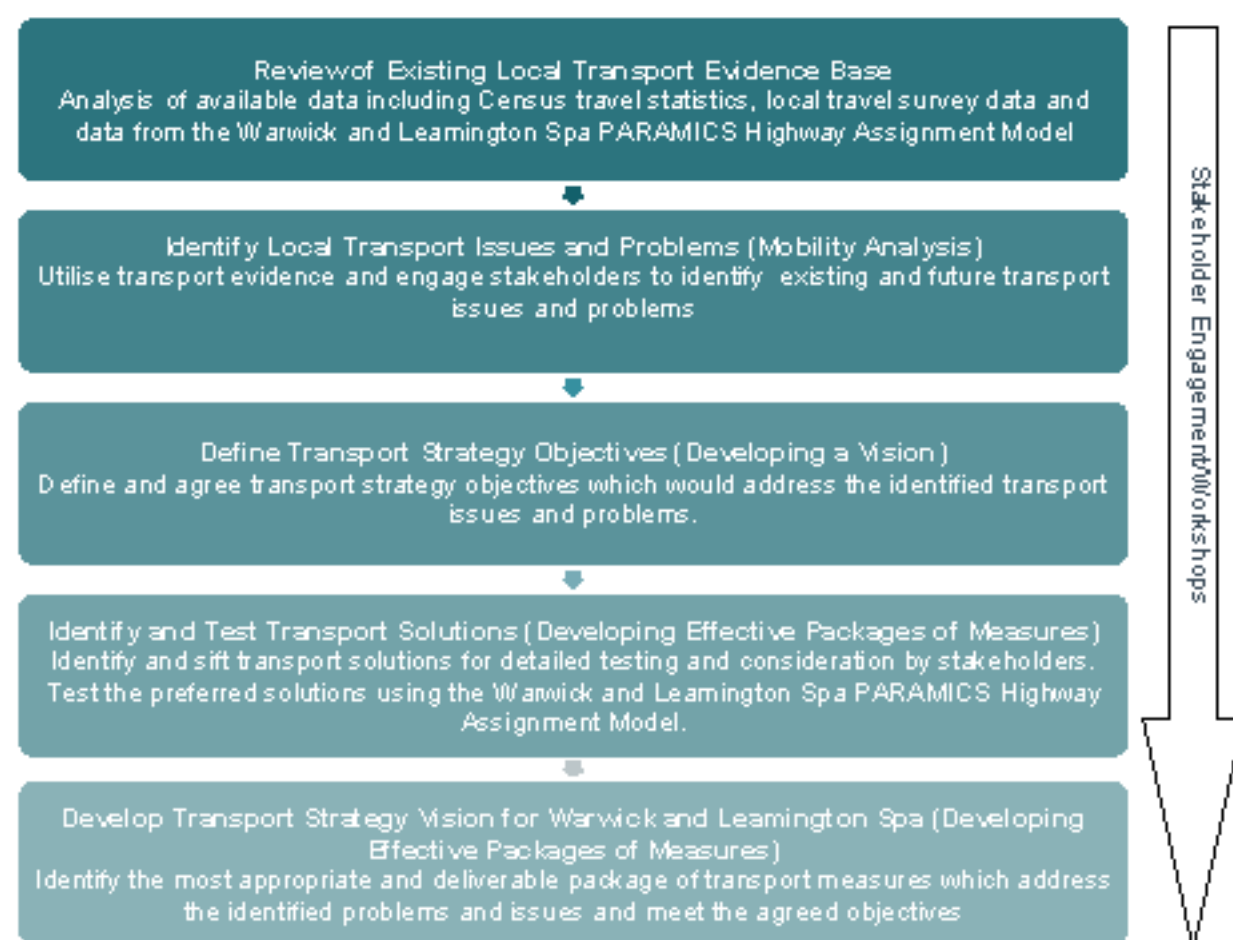 Review of Existing Local Transport Evidence Base
Analysis of available data including Census travel statistics, local travel survey data and
data from the Warwick and Leamington Spa PARAMICS Highway Assignment Model
Identify Local Transport Issues and Problems (Mobility Analysis)
Utilise transport evidence and engage stakeholders to identify existing and future transport
issues and problems
Define Transport Strategy Objectives (Developing a Vision)
Define and agree transport strategy objectives which would address the identified transport
issues and problems.
Identify and Test Transport Solutions (Developing Effective Packages of Measures)
Identify and sift transport solutions for detailed testing and consideration by stakeholders.
Test the preferred solutions using the Warwick and Leamington Spa PARAMICS Highway
Assignment Model.
Develop Transport Strategy Vision for Warwick and Leamington Spa (Developing
Effective Packages of Measures)
Identify the most appropriate and deliverable package of transport measures which address
the identified problems and issues and meet the agreed objectives
Stakeholder Engagement/Workshops